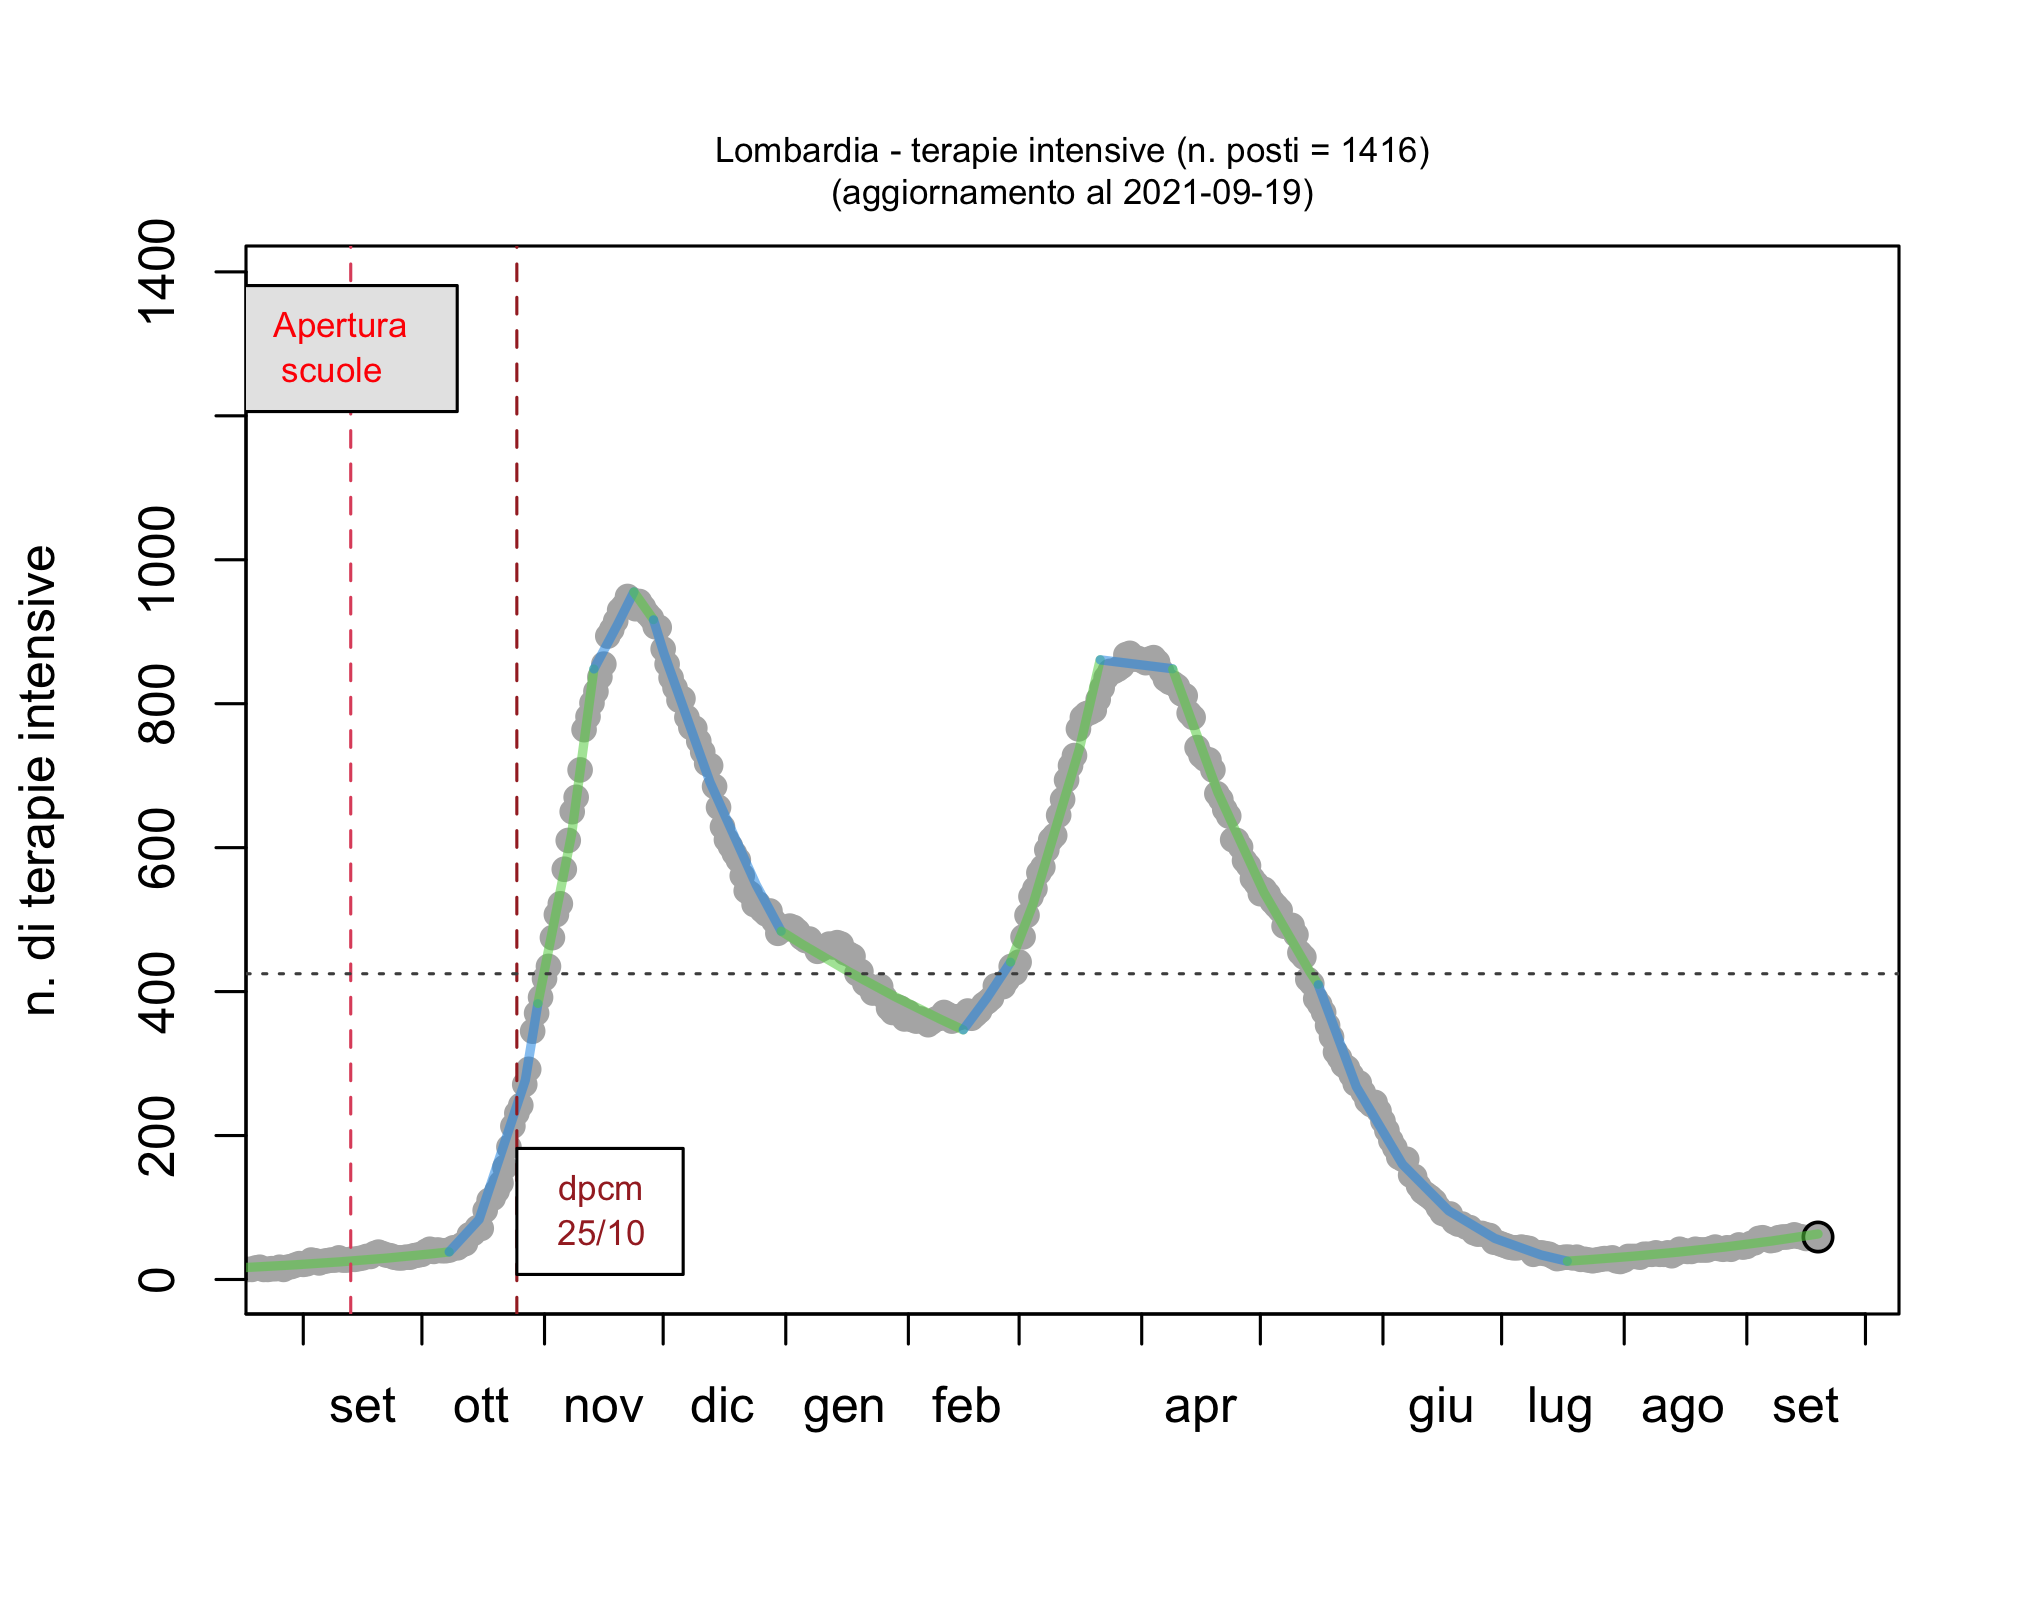 Lombardia - terapie intensive (n. posti = 1416)
(aggiornamento al 2021-09-19)
n. di terapie intensive
1400
1000
800
600
400
200
0
Apertura
scuole
dpcm
25/10
set ott nov dic gen feb apr giu lug ago set